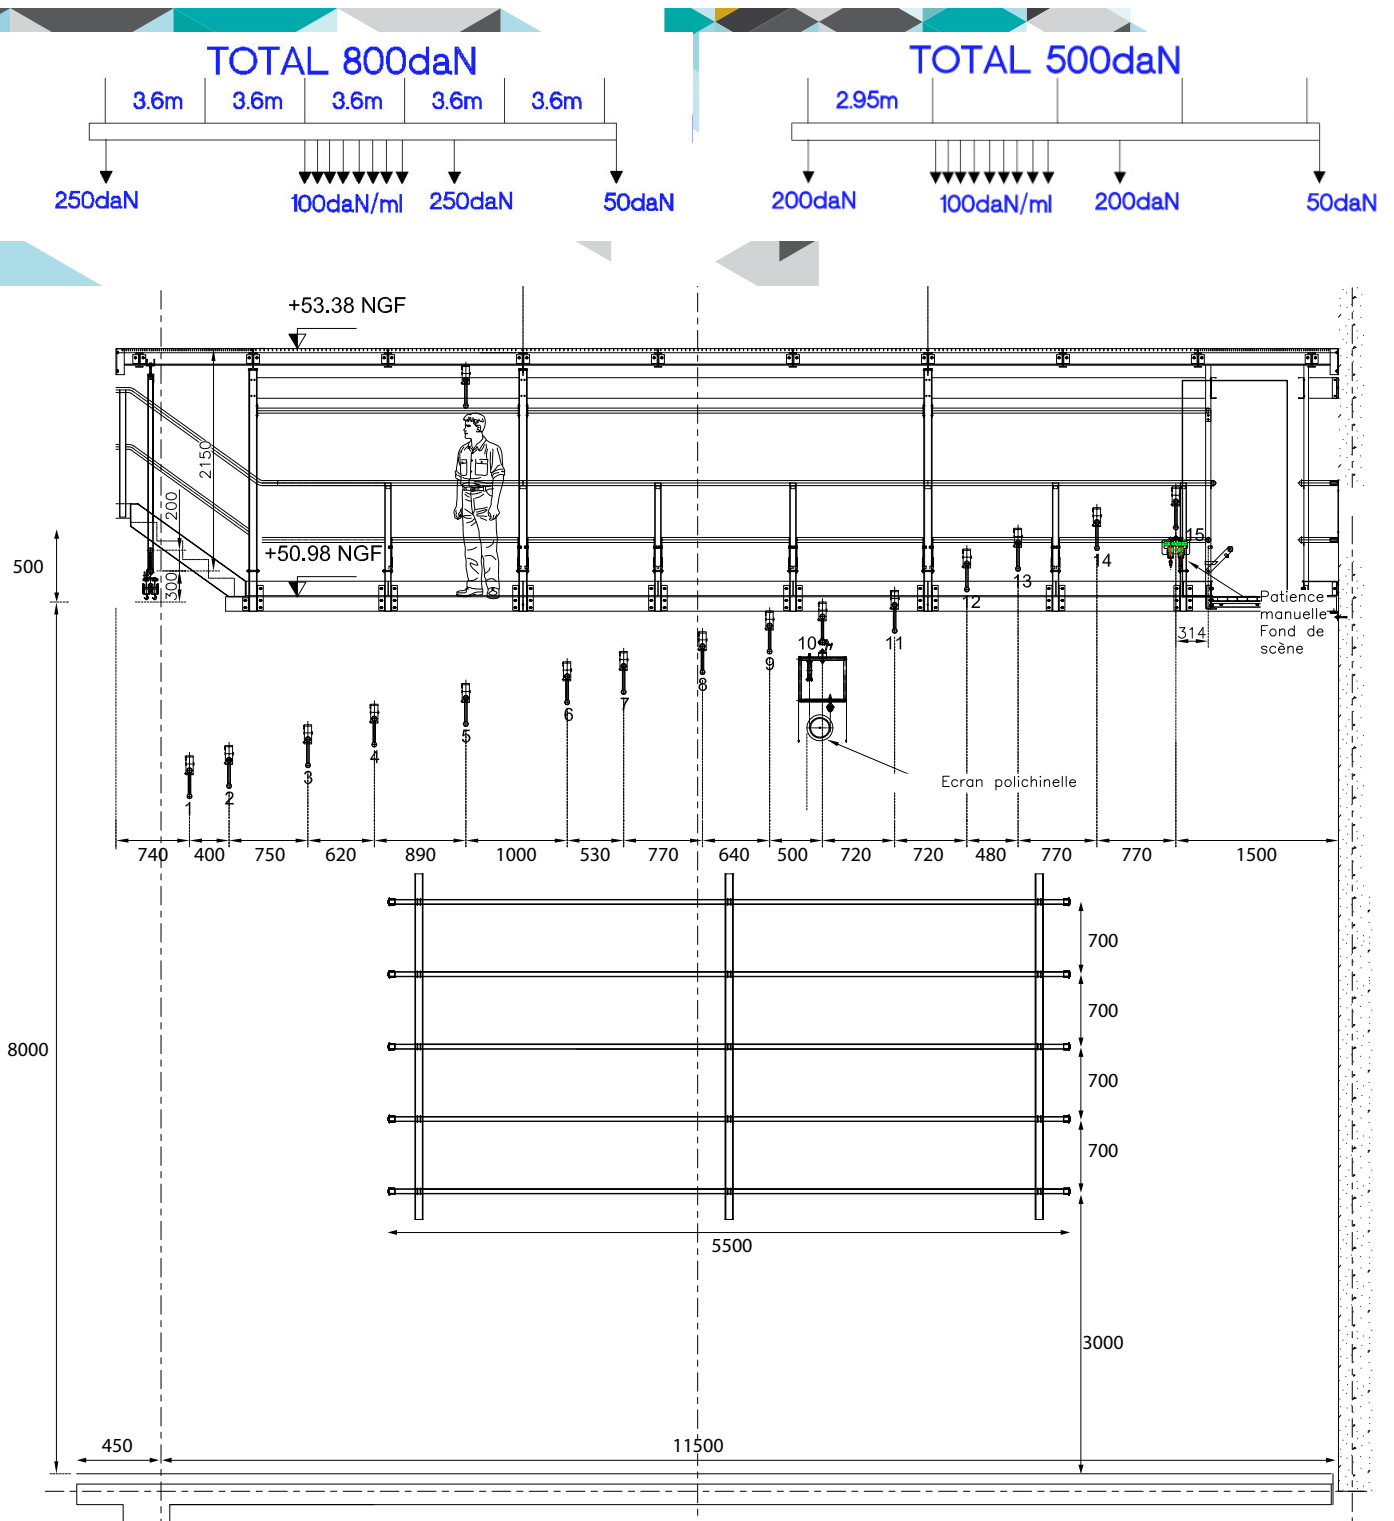 TOTAL 800daN
TOTAL 500daN
3.6m 3.6m 3.6m 3.6m 3.6m
2.95m
250daN 100daN/ml 250daN 50daN
200daN 100daN/ml 200daN 50daN
+53.38 NGF
2150
200
+50.98 NGF
500
300
15
14
13
12
Patience
manuelle
Fond de
scène
314
11
10
9
8
7
6
5
4
3
2
1
Ecran polichinelle
740 400 750 620 890 1000 530 770 640 500 720 720 480 770 770 1500
700
700
8000
700
700
5500
3000
450
11500